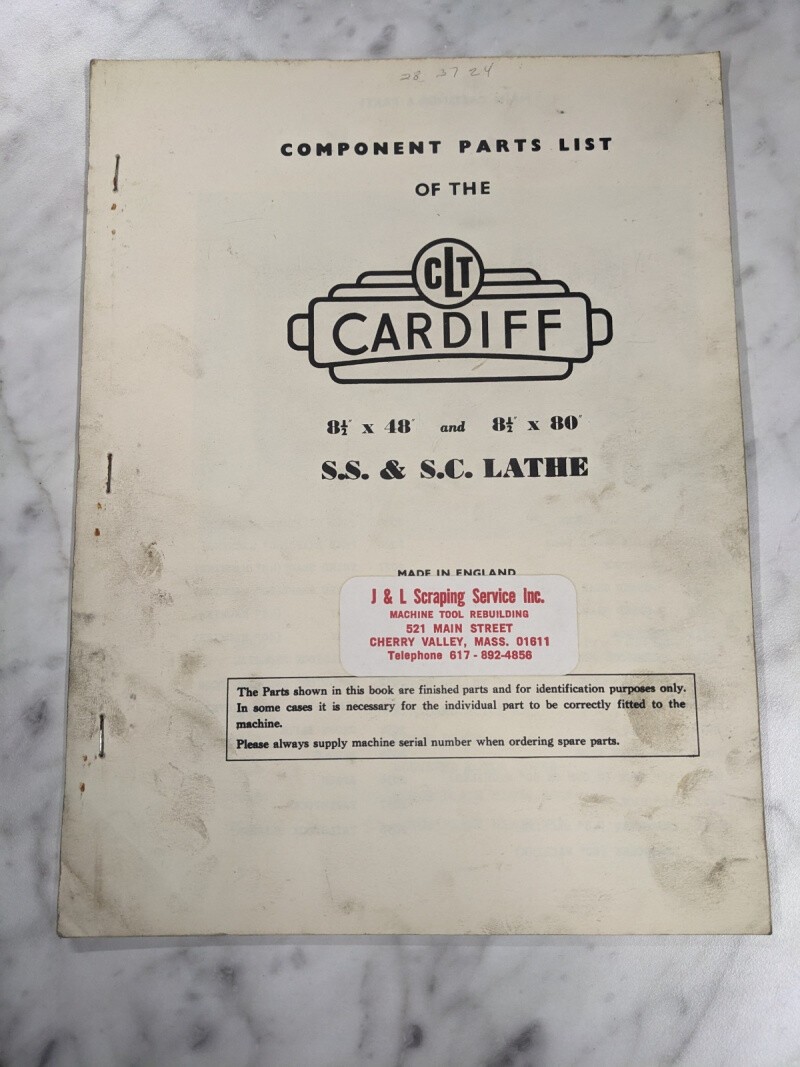 28 37 24
COMPONENT PARTS LIST
OF THE
CLT
CARDIFF
8½″ x 48″ and 8½″ x 80″
S.S. & S.C. LATHE
MADE IN ENGLAND
J & L Scraping Service Inc.
MACHINE TOOL REBUILDING
521 MAIN STREET
CHERRY VALLEY, MASS. 01611
Telephone 617 - 892-4856
The Parts shown in this book are finished parts and for identification purposes only.
In some cases it is necessary for the individual part to be correctly fitted to the
machine.
Please always supply machine serial number when ordering spare parts.